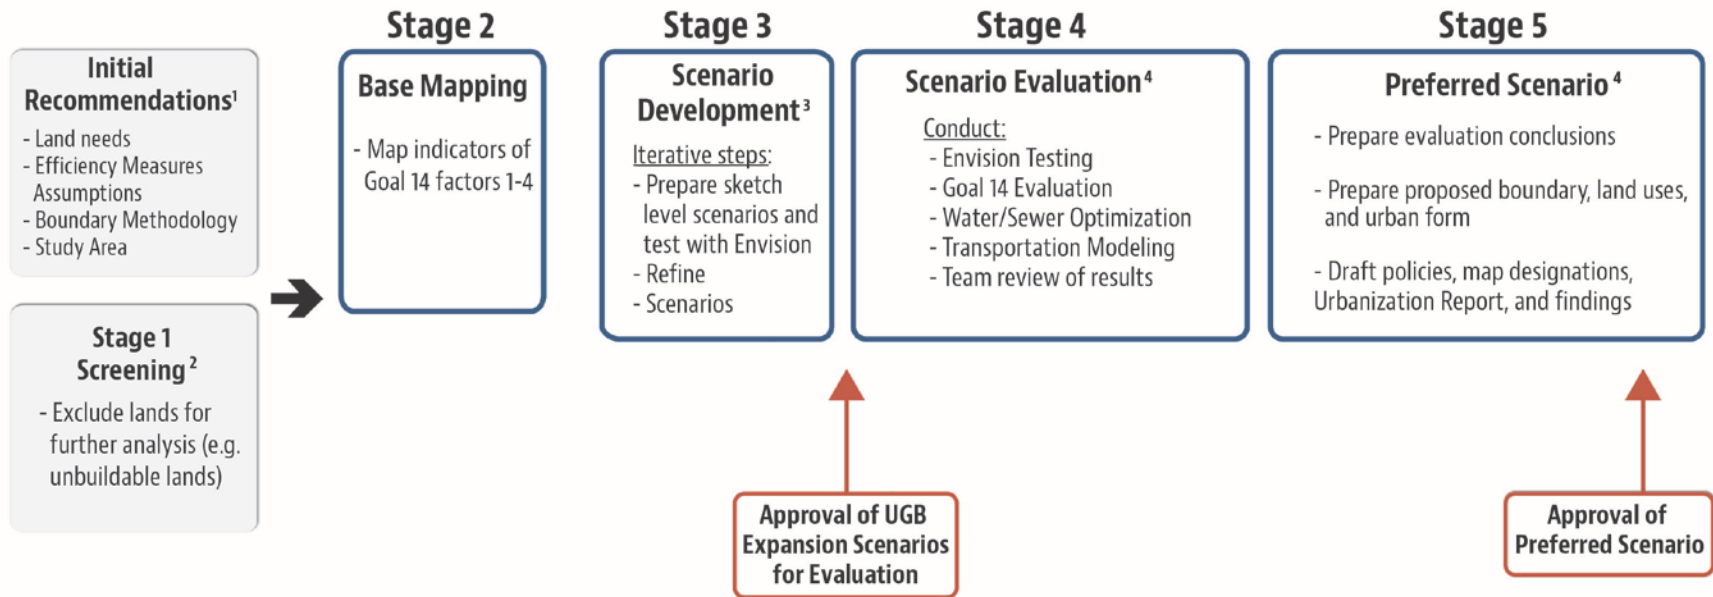 Initial
Recommendations¹
- Land needs
- Efficiency Measures
Assumptions
- Boundary Methodology
- Study Area
Stage 1
Screening ²
- Exclude lands for
further analysis (e.g.
unbuildable lands)
Stage 2
Base Mapping
- Map indicators of
Goal 14 factors 1-4
Stage 3
Scenario
Development³
Iterative steps:
- Prepare sketch
level scenarios and
test with Envision
- Refine
- Scenarios
Stage 4
Scenario Evaluation⁴
Conduct:
- Envision Testing
- Goal 14 Evaluation
- Water/Sewer Optimization
- Transportation Modeling
- Team review of results
Stage 5
Preferred Scenario ⁴
- Prepare evaluation conclusions
- Prepare proposed boundary, land uses,
and urban form
- Draft policies, map designations,
Urbanization Report, and findings
Approval of UGB
Expansion Scenarios
for Evaluation
Approval of
Preferred Scenario